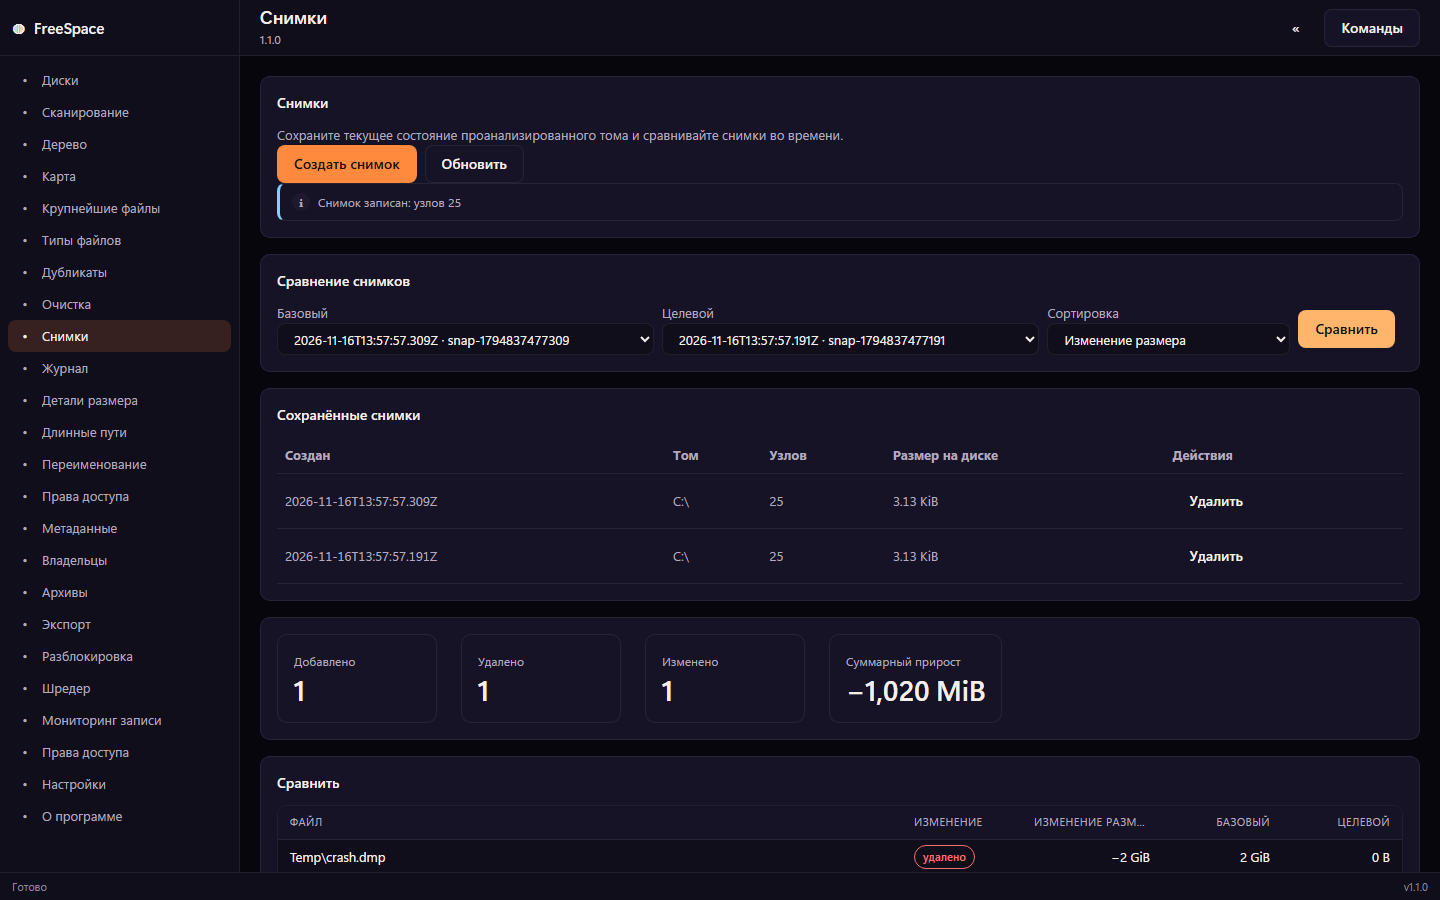 FreeSpace
Снимки
1.1.0
«
Команды
Диски
Сканирование
Дерево
Карта
Крупнейшие файлы
Типы файлов
Дубликаты
Очистка
Снимки
Журнал
Детали размера
Длинные пути
Переименование
Права доступа
Метаданные
Владельцы
Архивы
Экспорт
Разблокировка
Шредер
Мониторинг записи
Права доступа
Настройки
О программе
Снимки
Сохраните текущее состояние проанализированного тома и сравнивайте снимки во времени.
Создать снимок Обновить
i Снимок записан: узлов 25
Сравнение снимков
Базовый Целевой Сортировка
2026-11-16T13:57:57.309Z · snap-1794837477309 2026-11-16T13:57:57.191Z · snap-1794837477191 Изменение размера Сравнить
Сохранённые снимки
Создан Том Узлов Размер на диске Действия
2026-11-16T13:57:57.309Z C:\ 25 3.13 KiB Удалить
2026-11-16T13:57:57.191Z C:\ 25 3.13 KiB Удалить
Добавлено Удалено Изменено Суммарный прирост
1 1 1 −1,020 MiB
Сравнить
ФАЙЛ ИЗМЕНЕНИЕ ИЗМЕНЕНИЕ РАЗМ... БАЗОВЫЙ ЦЕЛЕВОЙ
Temp\crash.dmp удалено −2 GiB 2 GiB 0 B
Готово v1.1.0